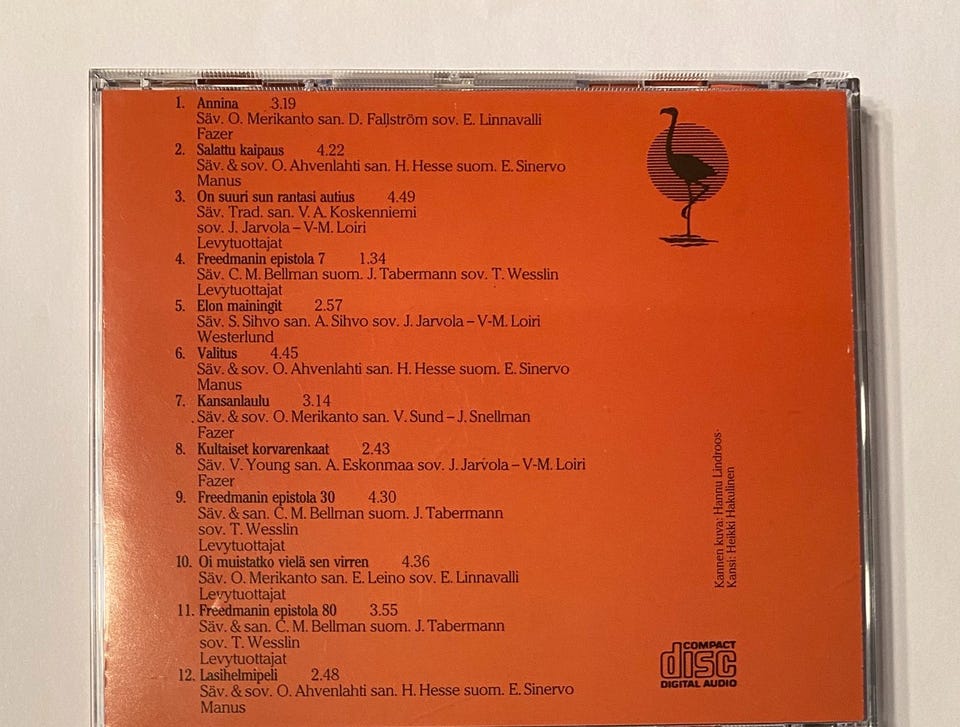 1. Annina 3.19
Säv. O. Merikanto san. D. Fallström sov. E. Linnavalli
Fazer
2. Salattu kaipaus 4.22
Säv. & sov. O. Ahvenlahti san. H. Hesse suom. E. Sinervo
Manus
3. On suuri sun rantasi autius 4.49
Säv. Trad. san. V. A. Koskenniemi
sov. J. Jarvola – V-M. Loiri
Levytuottajat
4. Freedmanin epistola 7 1.34
Säv. C. M. Bellman suom. J. Tabermann sov. T. Wesslin
Levytuottajat
5. Elon mainingit 2.57
Säv. S. Sihvo san. A. Sihvo sov. J. Jarvola – V-M. Loiri
Westerlund
6. Valitus 4.45
Säv. & sov. O. Ahvenlahti san. H. Hesse suom. E. Sinervo
Manus
7. Kansanlaulu 3.14
Säv. & sov. O. Merikanto san. V. Sund – J. Snellman
Fazer
8. Kultaiset korvarenkaat 2.43
Säv. V. Young san. A. Eskonmaa sov. J. Jarvola – V-M. Loiri
Fazer
9. Freedmanin epistola 30 4.30
Säv. & san. C. M. Bellman suom. J. Tabermann
sov. T. Wesslin
Levytuottajat
10. Oi muistatko vielä sen virren 4.36
Säv. O. Merikanto san. E. Leino sov. E. Linnavalli
Levytuottajat
11. Freedmanin epistola 80 3.55
Säv. & san. C. M. Bellman suom. J. Tabermann
sov. T. Wesslin
Levytuottajat
12. Lasihelmipeli 2.48
Säv. & sov. O. Ahvenlahti san. H. Hesse suom. E. Sinervo
Manus
Kannen kuva: Hannu Lindroos
Kansi: Heikki Hakulinen
COMPACT
disc
DIGITAL AUDIO